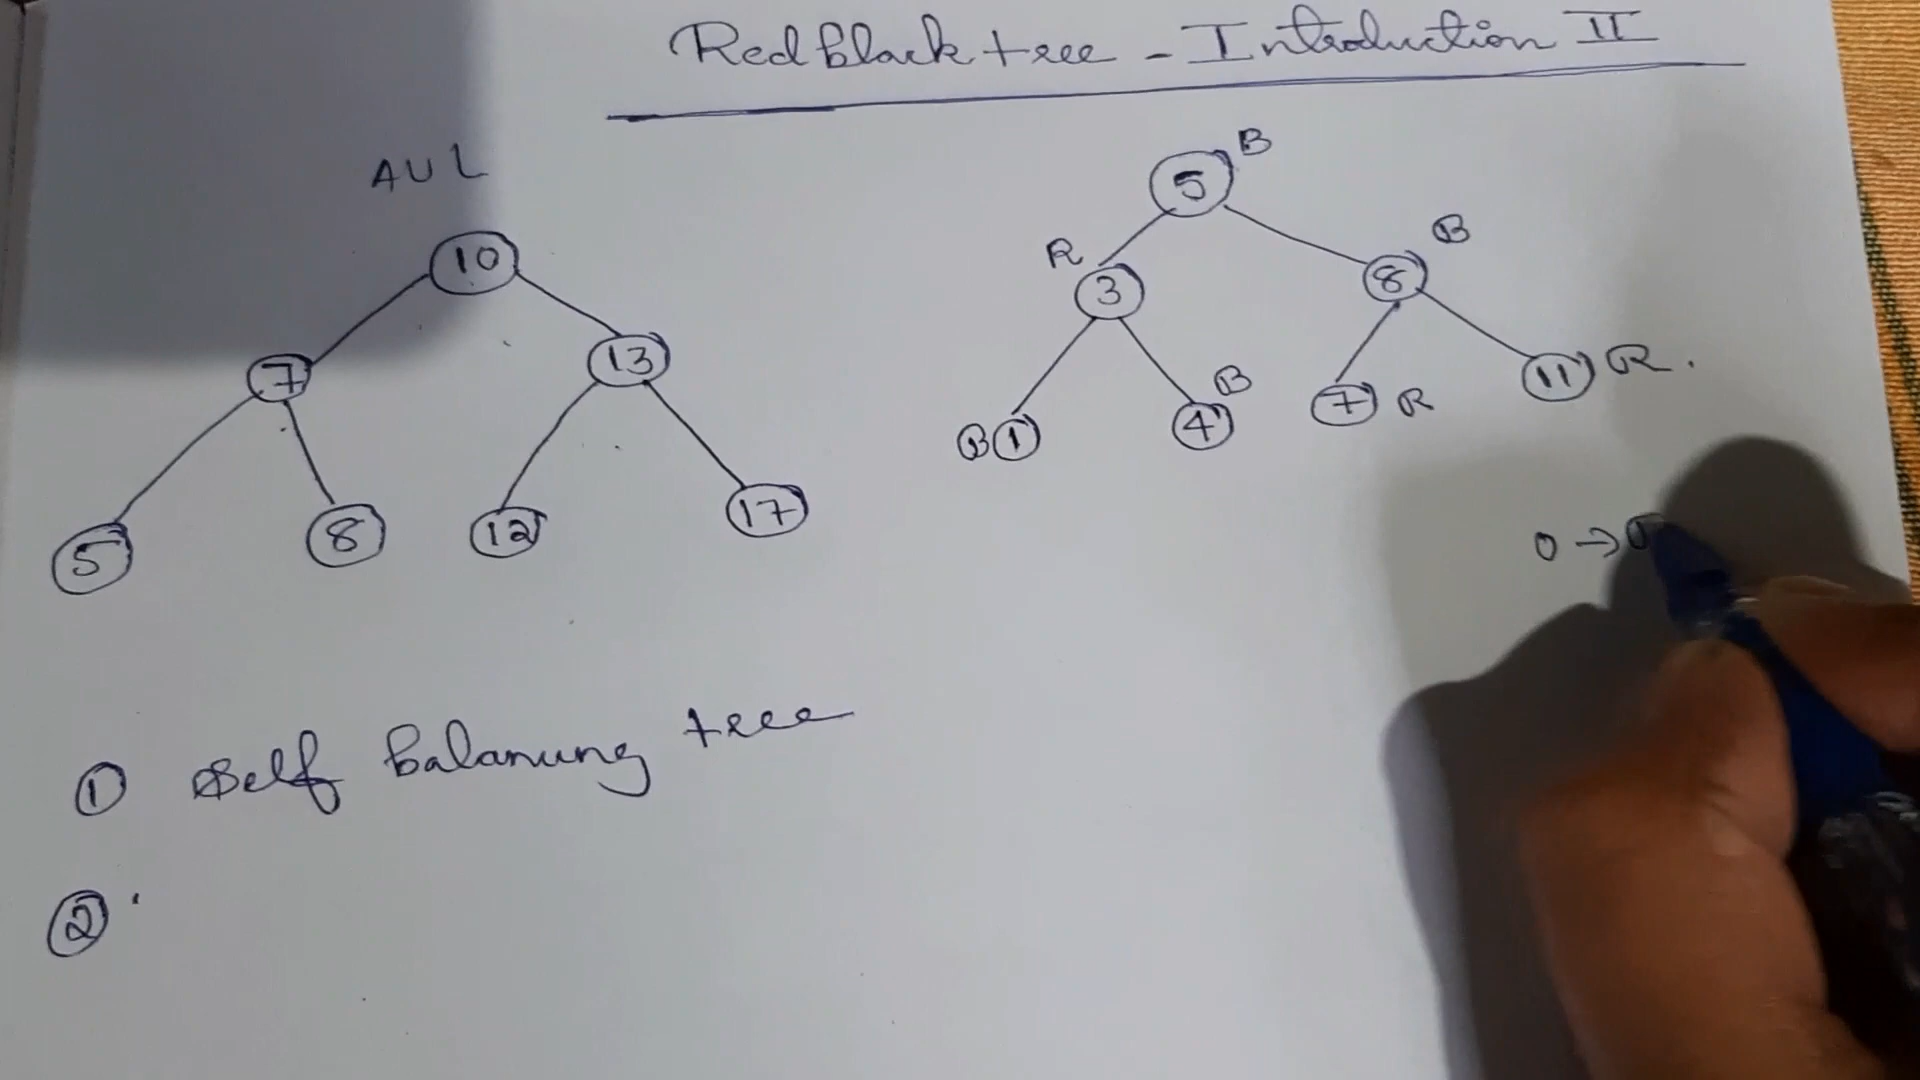 Red black tree - Introduction II
AVL
5 B
R 3
8 B
10
7
13
B 1
4 B
7 R
11 R.
5
8
12
17
0 → 0
① Self balancing tree
②